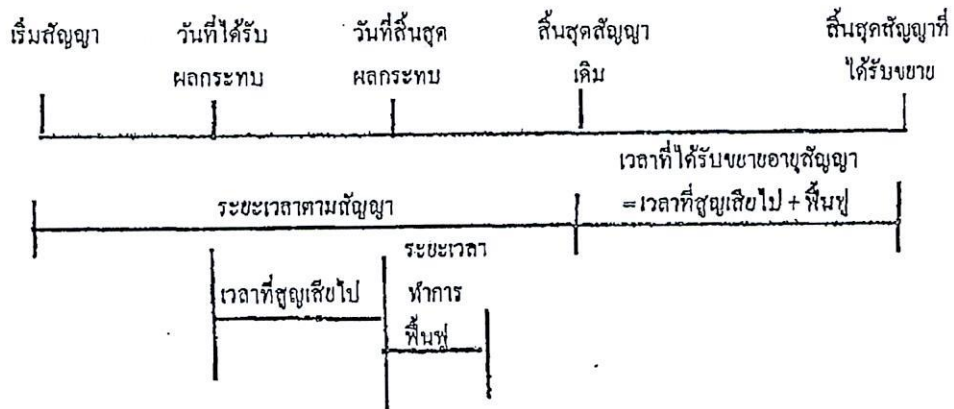 เริ่มสัญญา
วันที่ได้รับ
ผลกระทบ
วันที่สิ้นสุด
ผลกระทบ
สิ้นสุดสัญญา
เดิม
สิ้นสุดสัญญาที่
ได้รับขยาย
เวลาที่ได้รับขยายอายุสัญญา
=เวลาที่สูญเสียไป + ฟื้นฟู
ระยะเวลาตามสัญญา
เวลาที่สูญเสียไป
ระยะเวลา
ทำการ
ฟื้นฟู